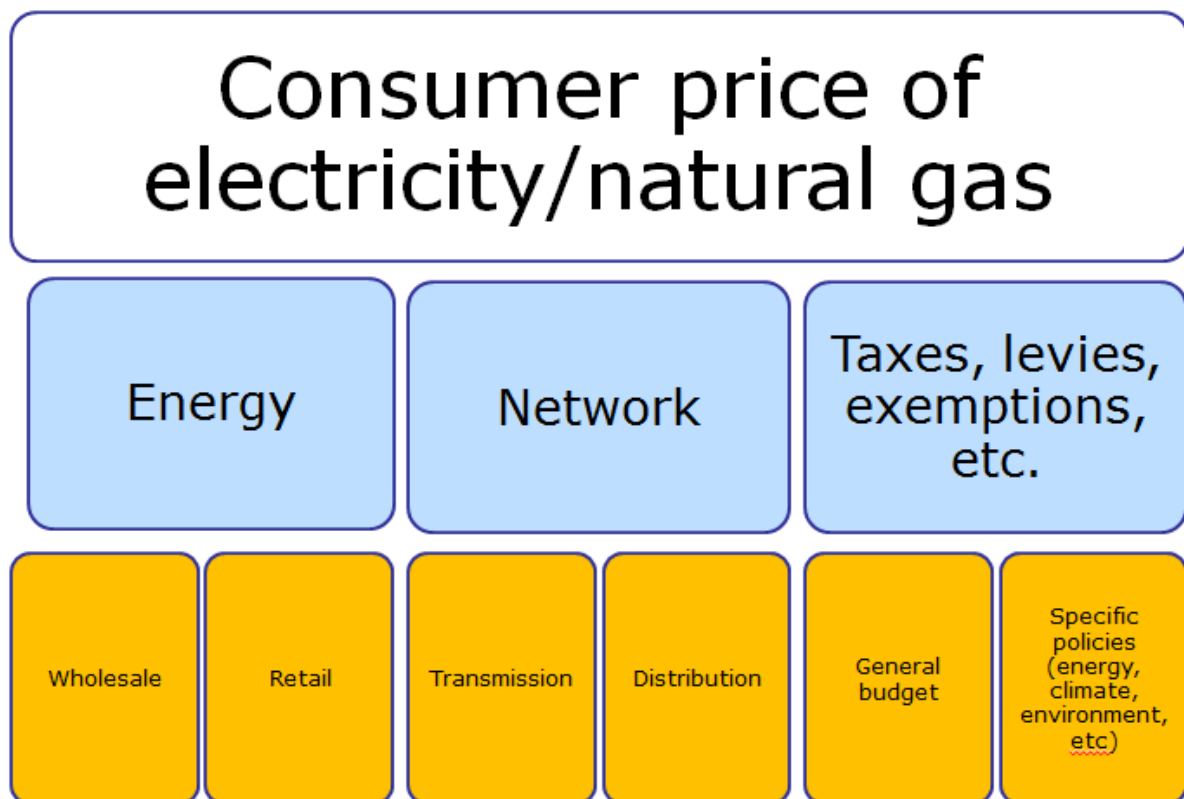 Consumer price of
electricity/natural gas
Energy
Network
Taxes, levies,
exemptions,
etc.
Wholesale
Retail
Transmission
Distribution
General
budget
Specific
policies
(energy,
climate,
environment,
etc)